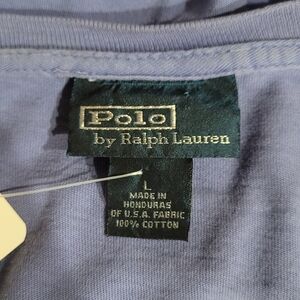 Polo
by Ralph Lauren
L
MADE IN
HONDURAS
OF U.S.A. FABRIC
100% COTTON